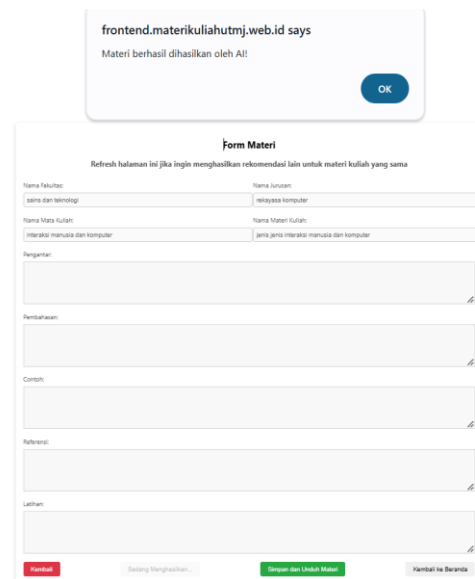 frontend.materikuliahutmj.web.id says
Materi berhasil dihasilkan oleh AI!
OK
Form Materi
Refresh halaman ini jika ingin menghasilkan rekomendasi lain untuk materi kuliah yang sama
Nama Fakultas: Nama Jurusan:
sains dan teknologi rekayasa komputer
Nama Mata Kuliah: Nama Materi Kuliah:
interaksi manusia dan komputer jenis jenis interaksi manusia dan komputer
Pengantar:
Pembahasan:
Contoh:
Referensi:
Latihan:
Kembali Sedang Menghasilkan... Simpan dan Unduh Materi Kembali ke Beranda